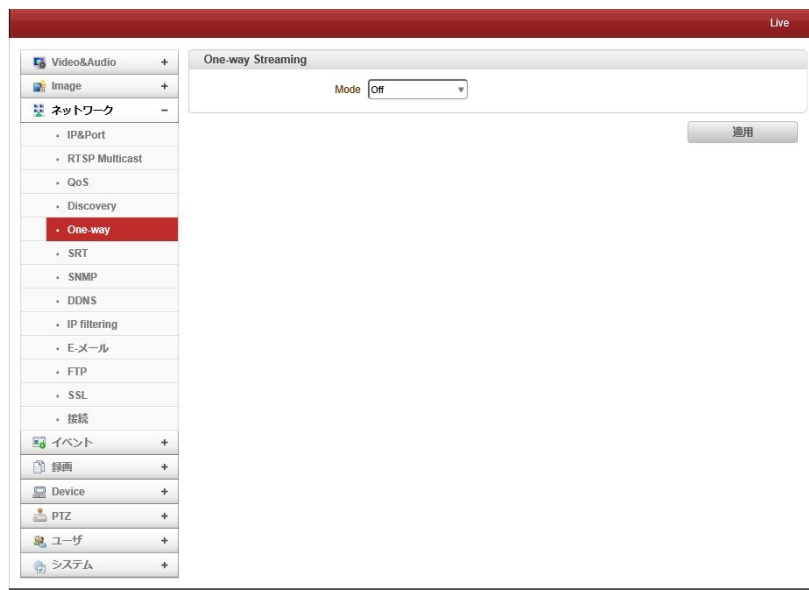 Live
Video&Audio +
Image +
ネットワーク -
• IP&Port
• RTSP Multicast
• QoS
• Discovery
• One-way
• SRT
• SNMP
• DDNS
• IP filtering
• E-メール
• FTP
• SSL
• 接続
イベント +
録画 +
Device +
PTZ +
ユーザ +
システム +
One-way Streaming
Mode Off
適用